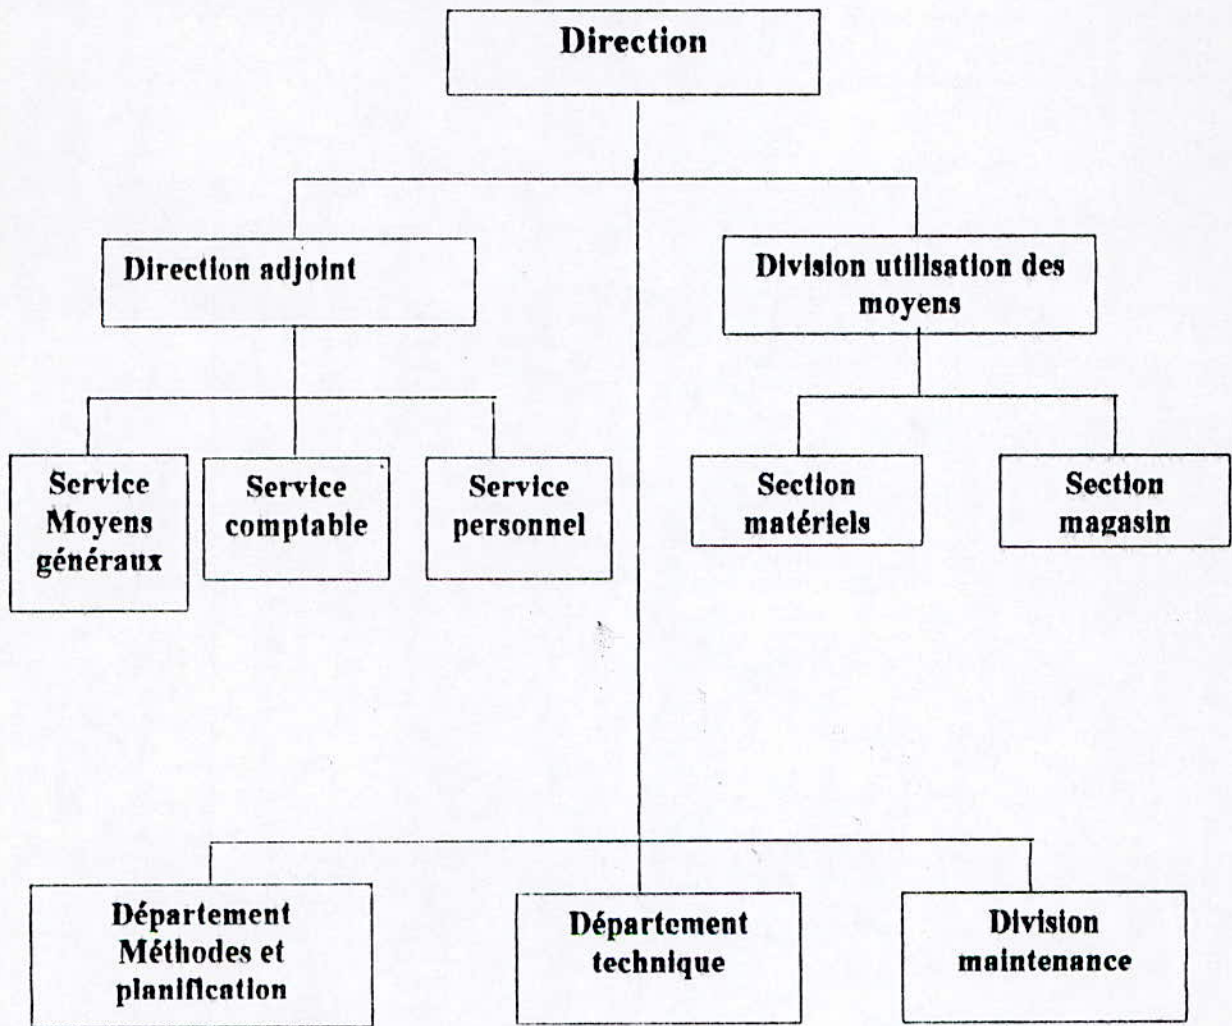 Direction
Direction adjoint
Division utilisation des
moyens
Service
Moyens
généraux
Service
comptable
Service
personnel
Section
matériels
Section
magasin
Département
Méthodes et
planification
Département
technique
Division
maintenance